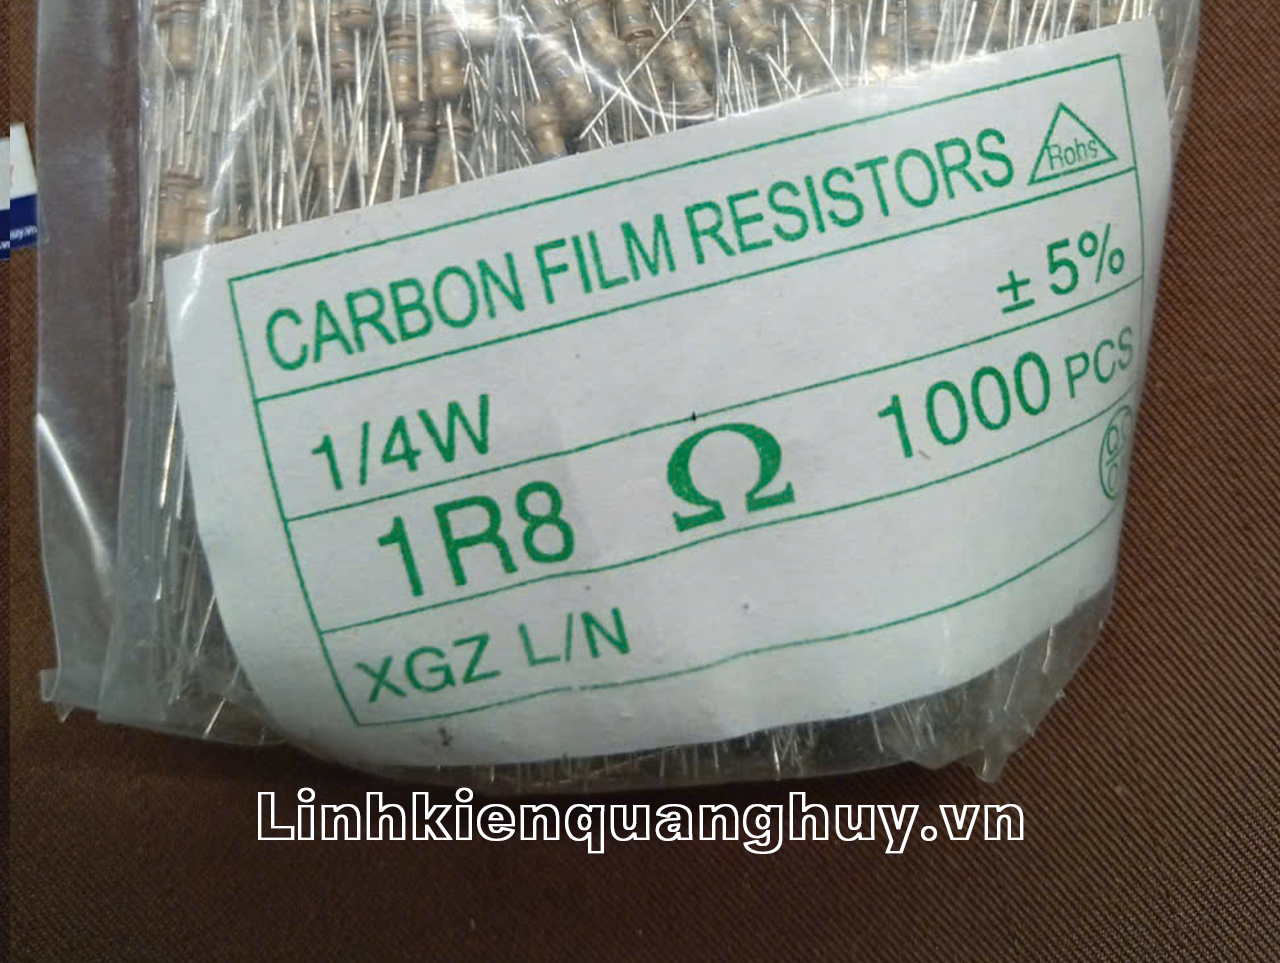 CARBON FILM RESISTORS Rohs
1/4W ± 5%
1R8 Ω 1000 PCS
XGZ L/N
Linhkienquanghuy.vn